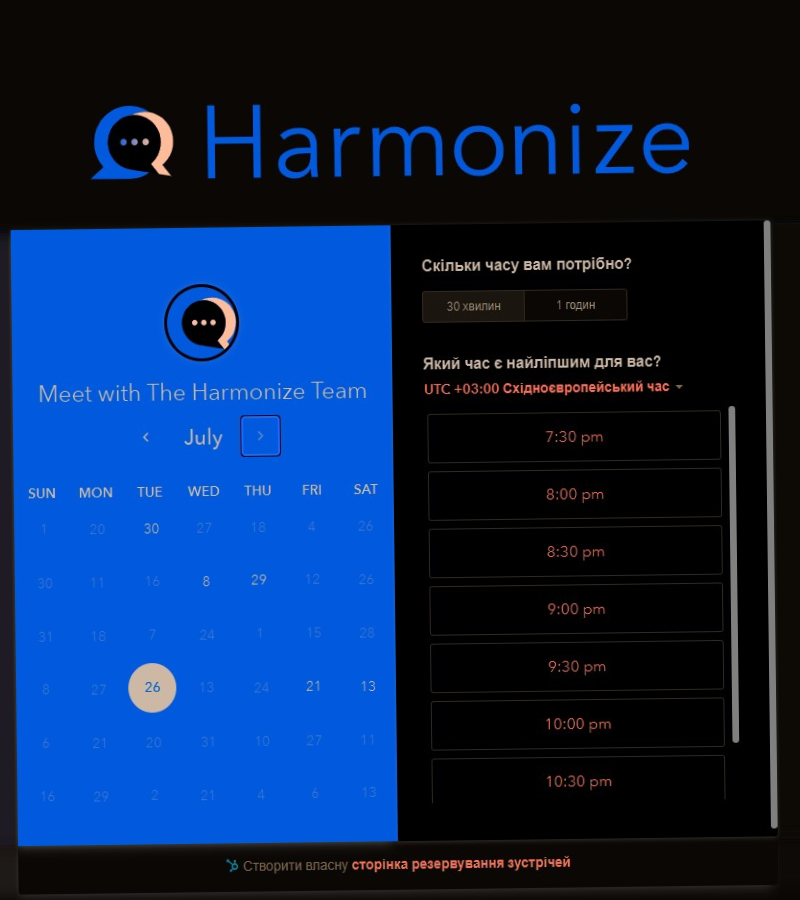 Harmonize
Meet with The Harmonize Team
July
SUN MON TUE WED THU FRI SAT
1 20 30 27 18 4 26
30 11 16 8 29 12 26
31 18 7 24 1 15 28
8 27 26 13 24 21 13
6 21 20 31 10 27 11
16 29 2 21 4 6 13
Скільки часу вам потрібно?
30 хвилин 1 годин
Який час є найліпшим для вас?
UTC +03:00 Східноєвропейський час
7:30 pm
8:00 pm
8:30 pm
9:00 pm
9:30 pm
10:00 pm
10:30 pm
Створити власну сторінка резервування зустрічей